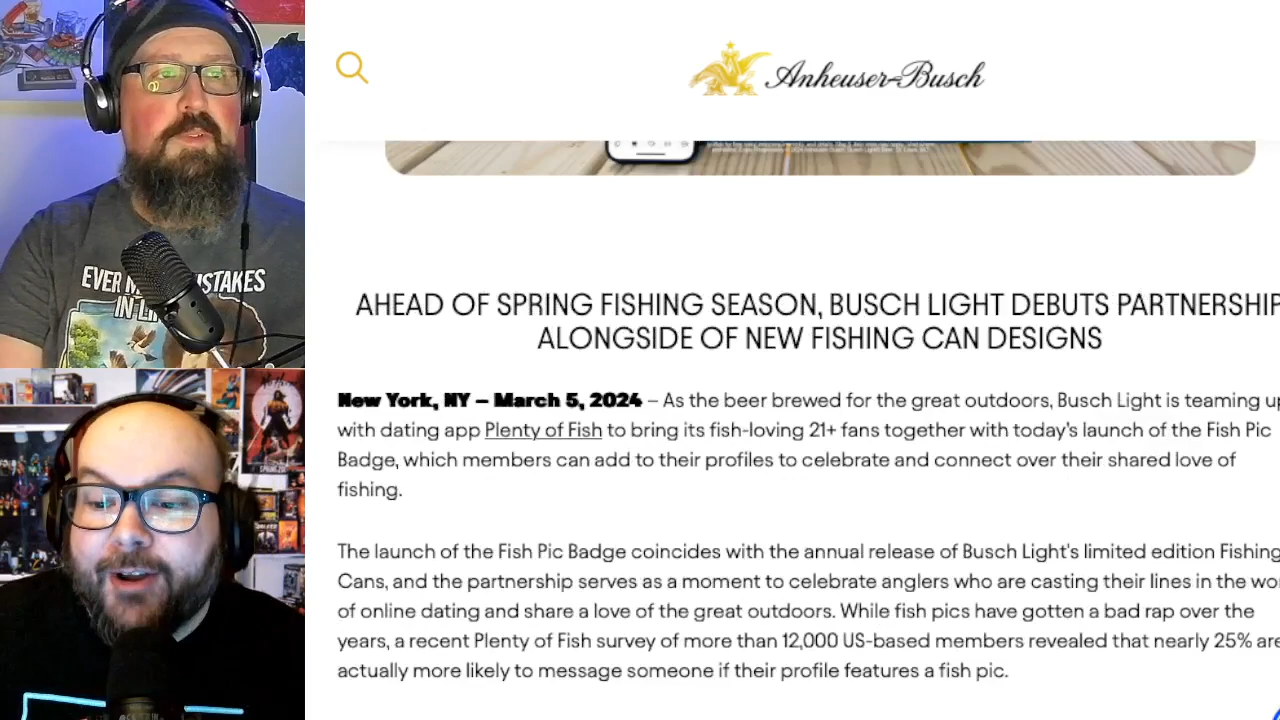 Anheuser-Busch
EVER
MISTAKES
IN LI
AHEAD OF SPRING FISHING SEASON, BUSCH LIGHT DEBUTS PARTNERSHIP
ALONGSIDE OF NEW FISHING CAN DESIGNS
New York, NY – March 5, 2024 – As the beer brewed for the great outdoors, Busch Light is teaming up
with dating app Plenty of Fish to bring its fish-loving 21+ fans together with today's launch of the Fish Pic
Badge, which members can add to their profiles to celebrate and connect over their shared love of
fishing.
The launch of the Fish Pic Badge coincides with the annual release of Busch Light's limited edition Fishing
Cans, and the partnership serves as a moment to celebrate anglers who are casting their lines in the wor
of online dating and share a love of the great outdoors. While fish pics have gotten a bad rap over the
years, a recent Plenty of Fish survey of more than 12,000 US-based members revealed that nearly 25% are
actually more likely to message someone if their profile features a fish pic.